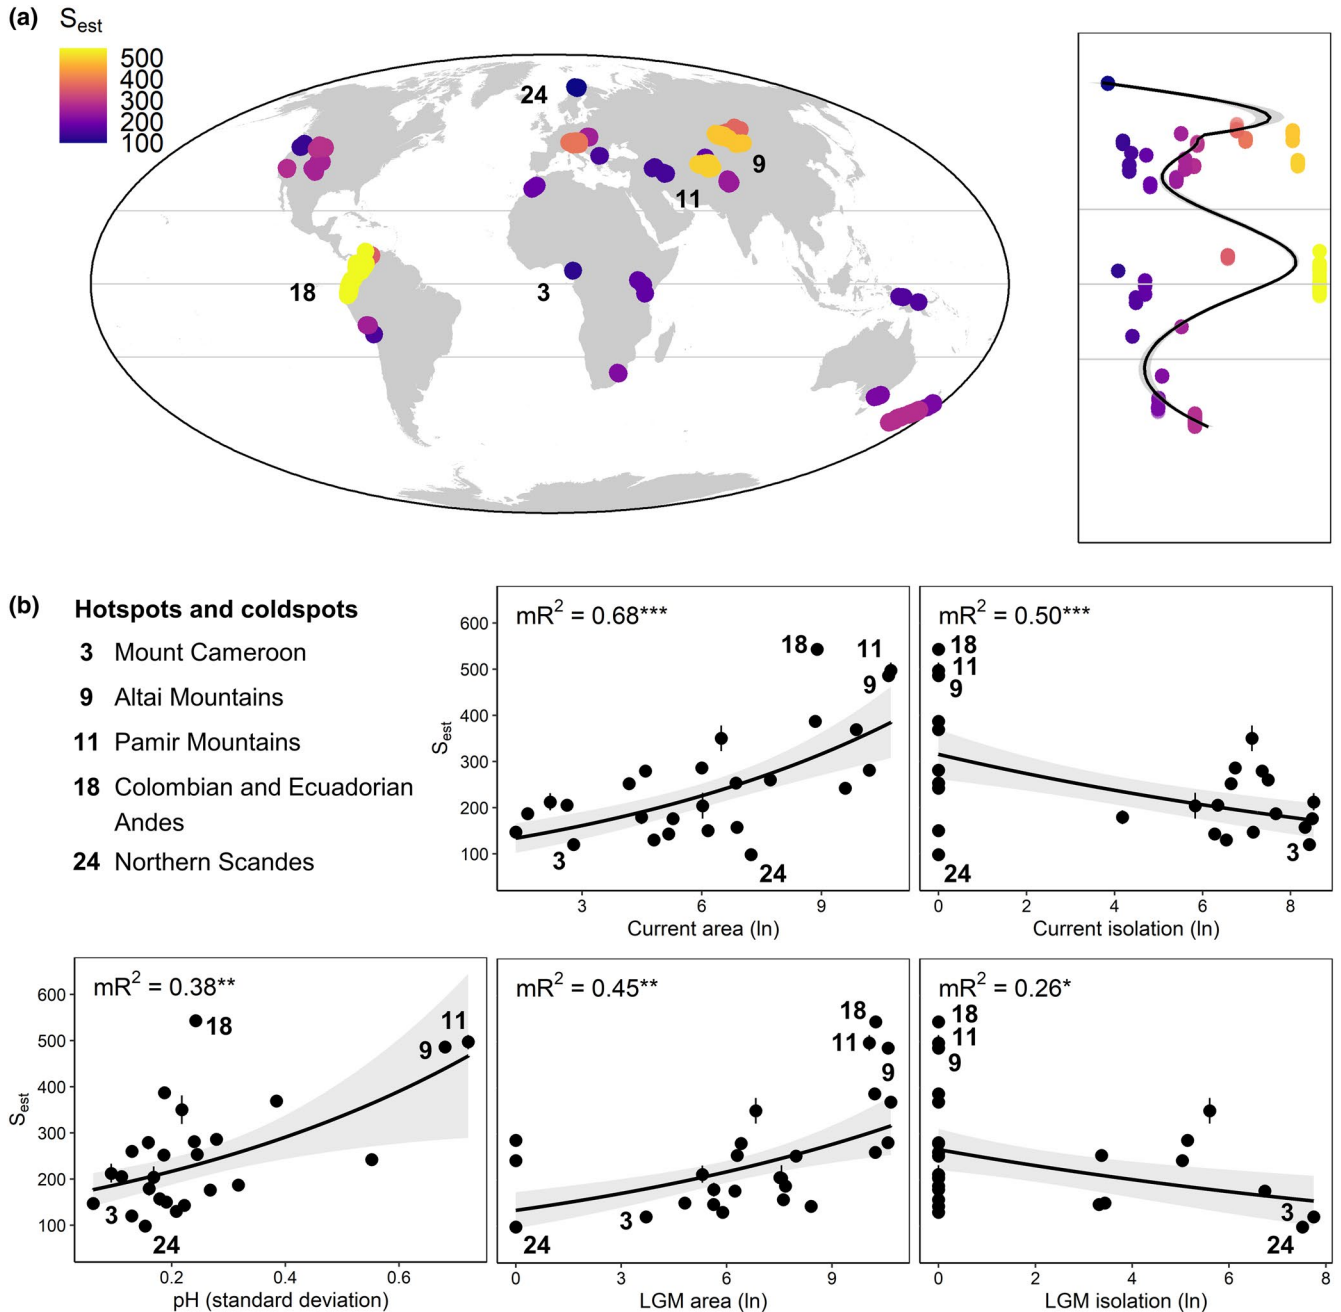 (a) S_est
500
400
300
200
100
24
9
11
18
3
(b) Hotspots and coldspots
3 Mount Cameroon
9 Altai Mountains
11 Pamir Mountains
18 Colombian and Ecuadorian
Andes
24 Northern Scandes
mR² = 0.68***
18
11
9
3
24
600
500
400
300
200
100
S_est
3 6 9
Current area (ln)
mR² = 0.50***
18
11
9
3
24
0 2 4 6 8
Current isolation (ln)
mR² = 0.38**
18
11
9
3
24
600
500
400
300
200
100
S_est
0.2 0.4 0.6
pH (standard deviation)
mR² = 0.45**
18
11
9
3
24
0 3 6 9
LGM area (ln)
mR² = 0.26*
18
11
9
3
24
0 2 4 6 8
LGM isolation (ln)